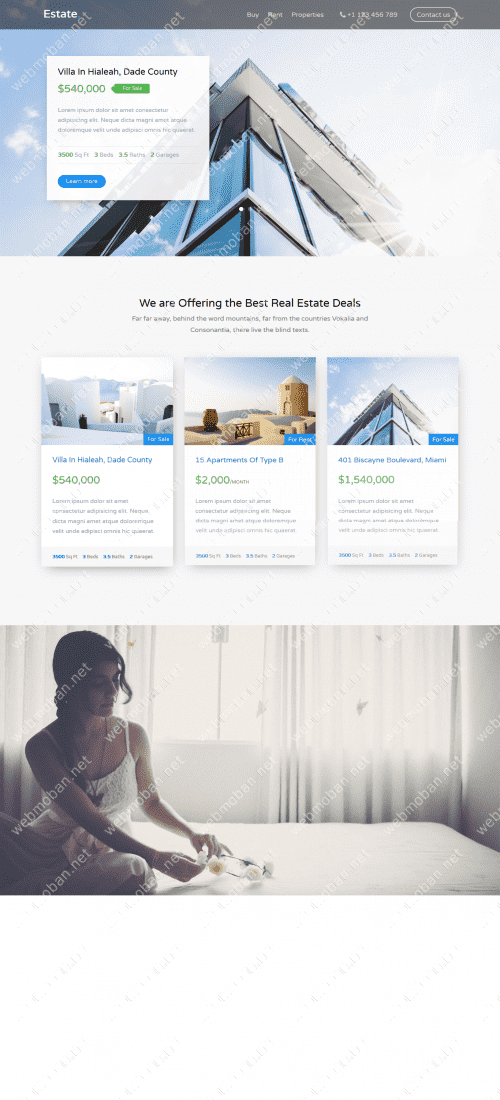 Estate
Buy Rent Properties +1 123 456 789 Contact us
Villa In Hialeah, Dade County
$540,000 For Sale
Lorem ipsum dolor sit amet consectetur
adipiscing elit. Neque dicta magni amet atque
doloremque velit unde adipisci omnis hic quaerat.
3500 Sq Ft 3 Beds 3.5 Baths 2 Garages
Learn more
We are Offering the Best Real Estate Deals
Far far away, behind the word mountains, far from the countries Vokalia and
Consonantia, there live the blind texts.
For Sale
Villa In Hialeah, Dade County
$540,000
Lorem ipsum dolor sit amet
consectetur adipiscing elit. Neque
dicta magni amet atque doloremque
velit unde adipisci omnis hic quaerat.
3500 Sq Ft 3 Beds 3.5 Baths 2 Garages
For Rent
15 Apartments Of Type B
$2,000/MONTH
Lorem ipsum dolor sit amet
consectetur adipiscing elit. Neque
dicta magni amet atque doloremque
velit unde adipisci omnis hic quaerat.
3500 Sq Ft 3 Beds 3.5 Baths 2 Garages
For Sale
401 Biscayne Boulevard, Miami
$1,540,000
Lorem ipsum dolor sit amet
consectetur adipiscing elit. Neque
dicta magni amet atque doloremque
velit unde adipisci omnis hic quaerat.
3500 Sq Ft 3 Beds 3.5 Baths 2 Garages
webmoban.net